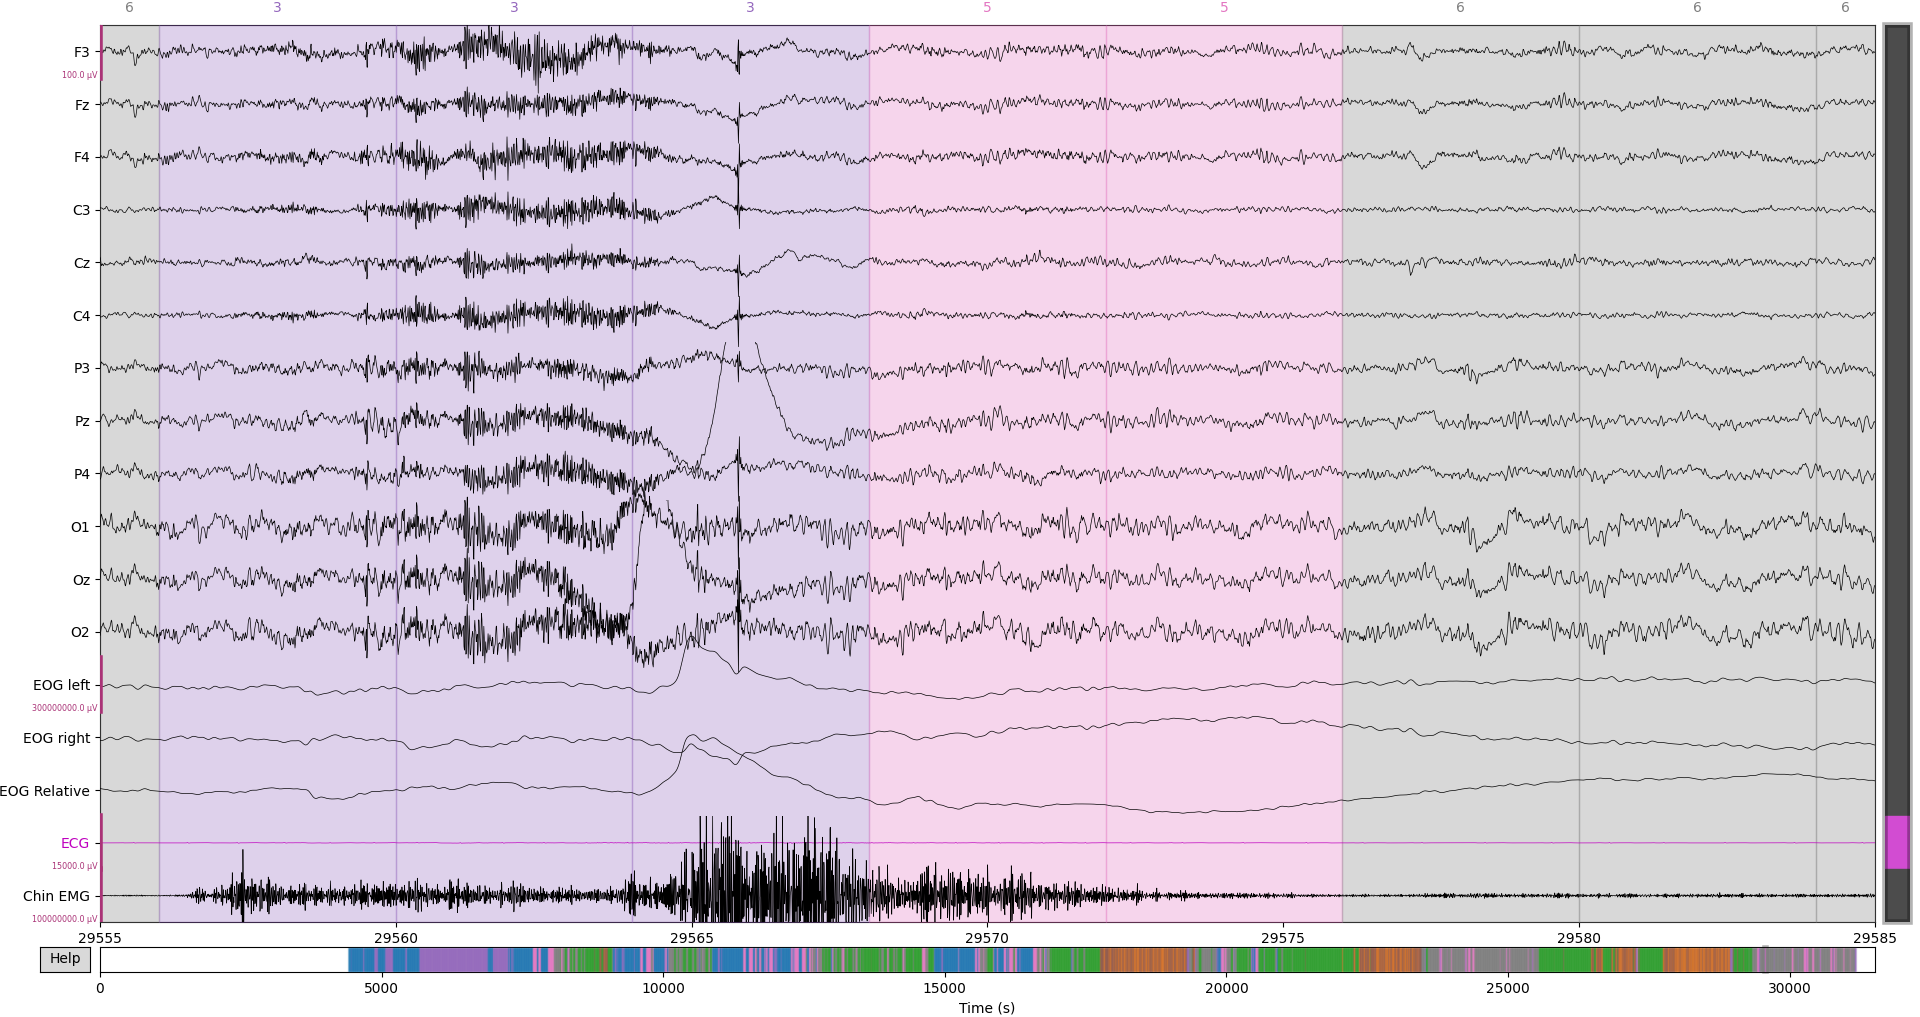 6 3 3 3 5 5 6 6 6
F3
100.0 µV
Fz
F4
C3
Cz
C4
P3
Pz
P4
O1
Oz
O2
EOG left
300000000.0 µV
EOG right
EOG Relative
ECG
15000.0 µV
Chin EMG
100000000.0 µV
29555 29560 29565 29570 29575 29580 29585
Help
0 5000 10000 15000 20000 25000 30000
Time (s)